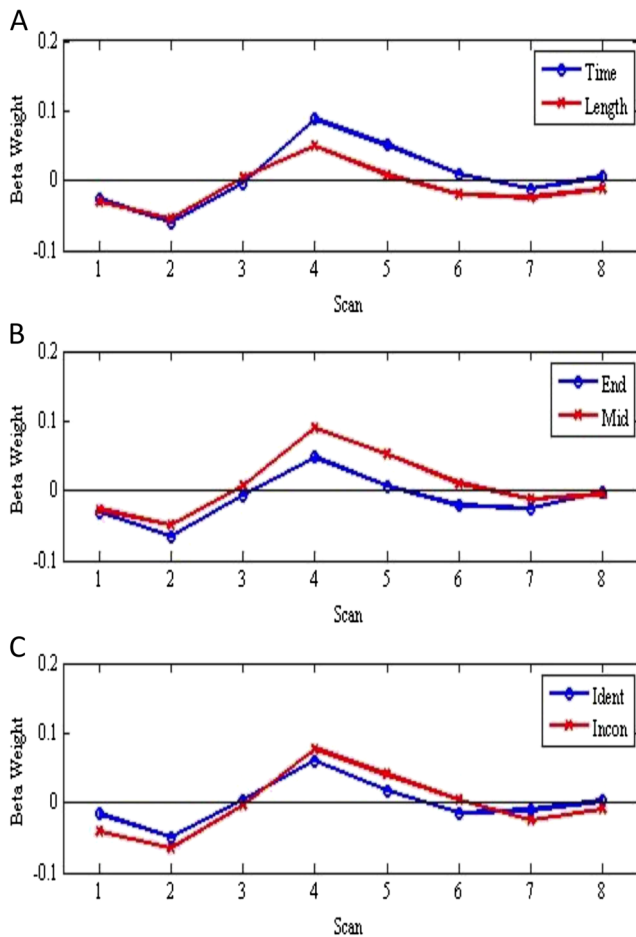 A
0.2
Time
Length
0.1
0
-0.1
Beta Weight
1 2 3 4 5 6 7 8
Scan
B
0.2
End
Mid
0.1
0
-0.1
Beta Weight
1 2 3 4 5 6 7 8
Scan
C
0.2
Ident
Incon
0.1
0
-0.1
Beta Weight
1 2 3 4 5 6 7 8
Scan